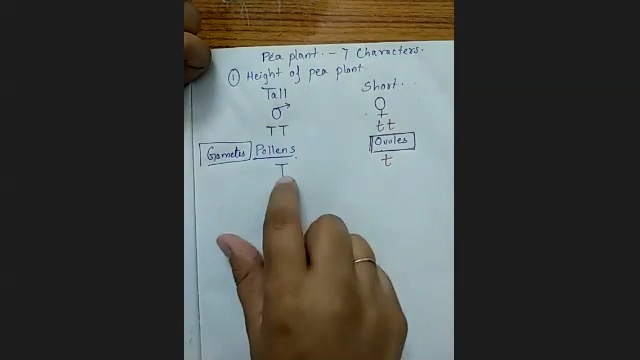 Pea plant. - 7 Characters.
① Height of pea plant.
Tall Short..
♂ ♀
TT tt
Gametes Pollens. Ovules
T t